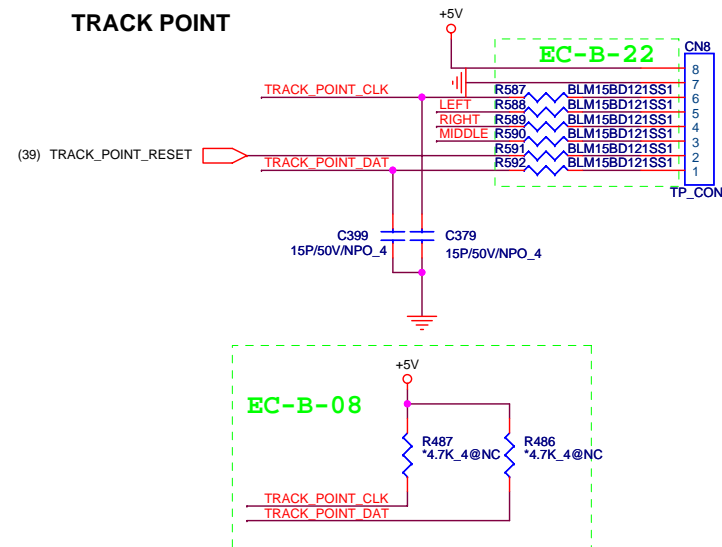 TRACK POINT
+5V
EC-B-22
CN8
8
7
TRACK_POINT_CLK
R587
BLM15BD121SS1
6
LEFT
R588
BLM15BD121SS1
5
RIGHT
R589
BLM15BD121SS1
4
MIDDLE
R590
BLM15BD121SS1
3
(39) TRACK_POINT_RESET
R591
BLM15BD121SS1
2
TRACK_POINT_DAT
R592
BLM15BD121SS1
1
TP_CON
C399
15P/50V/NPO_4
C379
15P/50V/NPO_4
+5V
EC-B-08
R487
*4.7K_4@NC
R486
*4.7K_4@NC
TRACK_POINT_CLK
TRACK_POINT_DAT